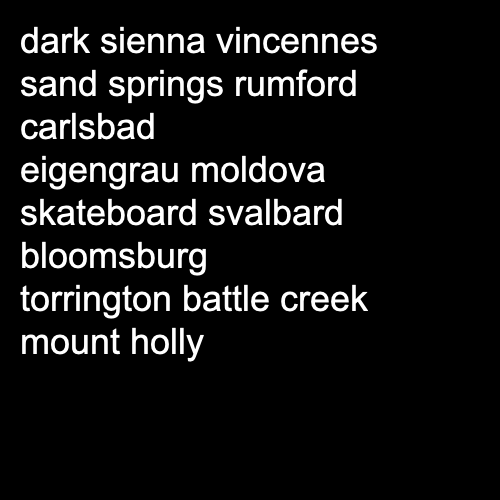 dark sienna vincennes
sand springs rumford
carlsbad
eigengrau moldova
skateboard svalbard
bloomsburg
torrington battle creek
mount holly